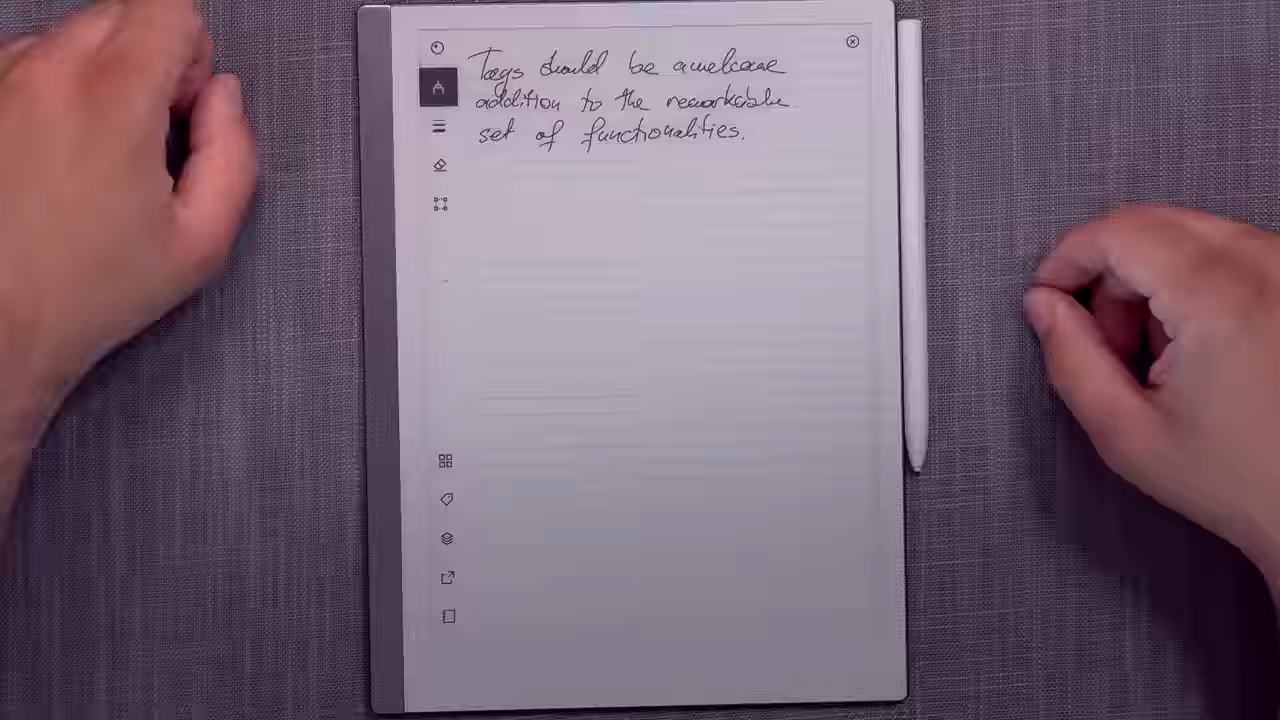 Tags should be a welcome
addition to the remarkable
set of functionalities.